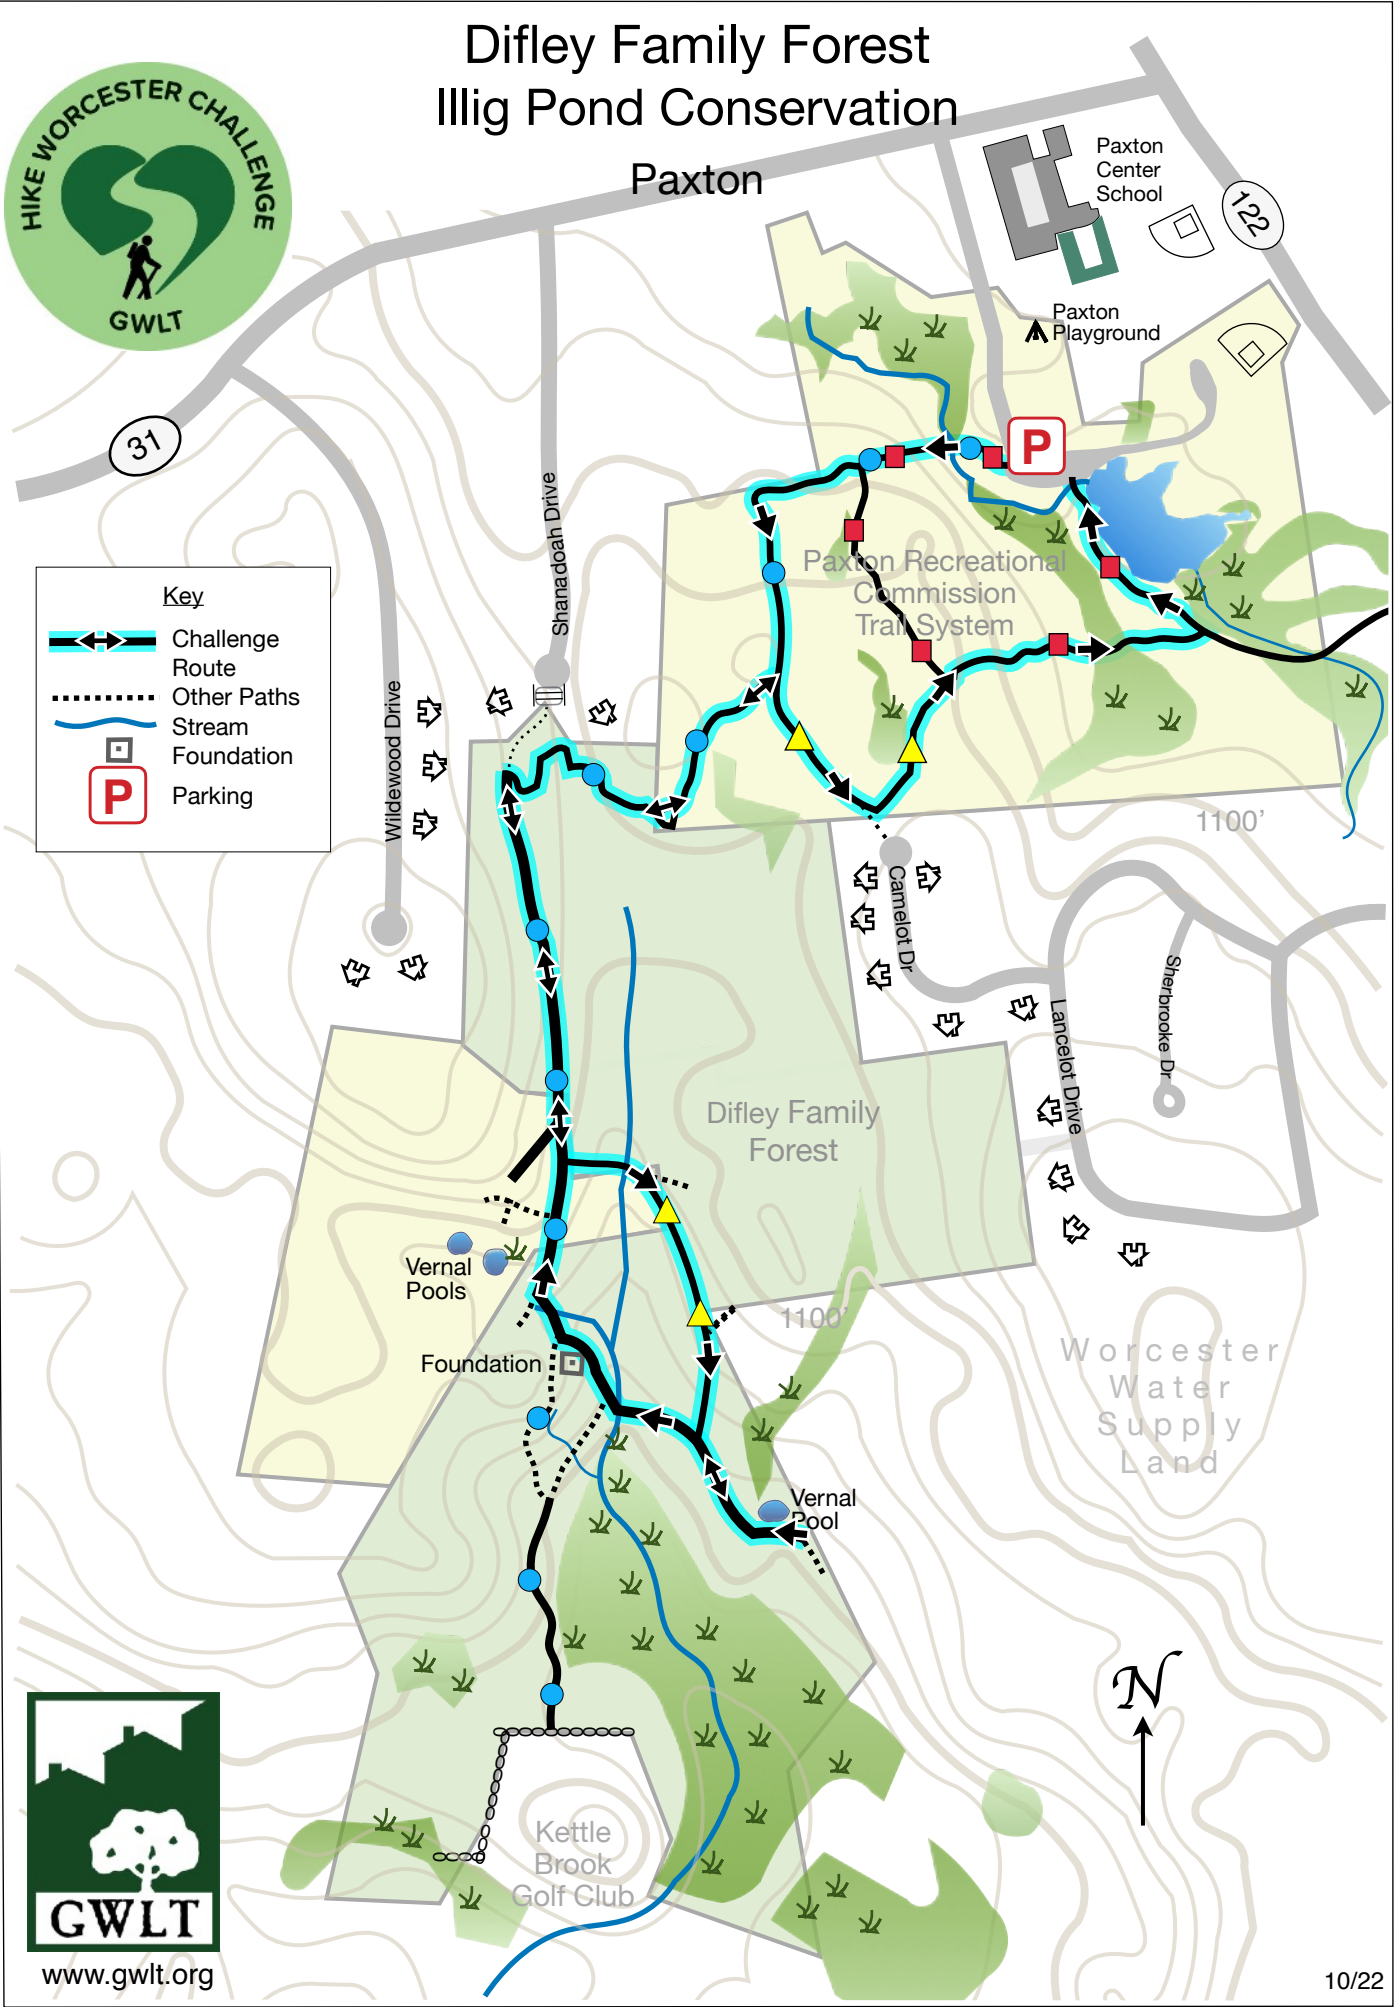 Difley Family Forest
Illig Pond Conservation
Paxton
HIKE WORCESTER CHALLENGE
GWLT
Paxton
Center
School
122
Paxton
Playground
P
31
Shanadoah Drive
Paxton Recreational
Commission
Trail System
Key
Challenge
Route
Other Paths
Stream
Foundation
P
Parking
Wildewood Drive
1100'
Camelot Dr
Sherbrooke Dr
Lancelot Drive
Difley Family
Forest
Vernal
Pools
1100'
Foundation
Worcester
Water
Supply
Land
Vernal
Pool
N
Kettle
Brook
Golf Club
GWLT
www.gwlt.org
10/22